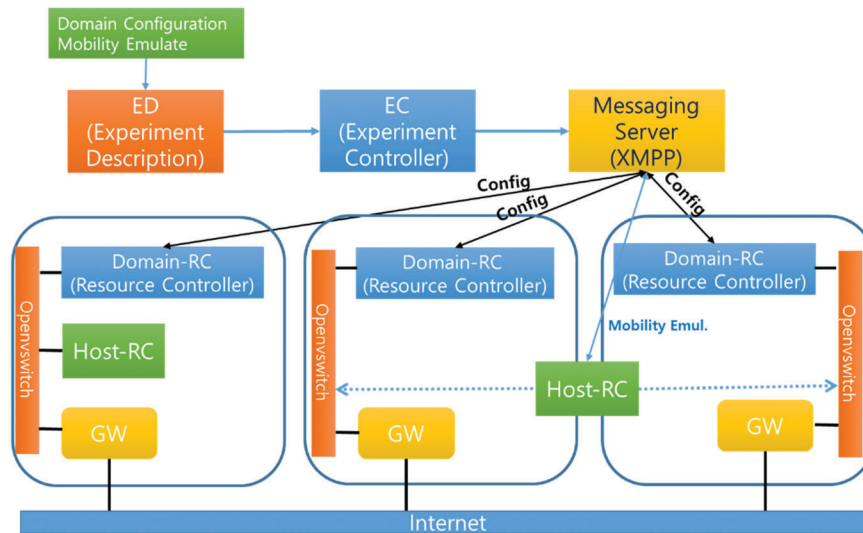 Domain Configuration
Mobility Emulate
ED
(Experiment
Description)
EC
(Experiment
Controller)
Messaging
Server
(XMPP)
Config
Config
Config
Openvswitch
Domain-RC
(Resource Controller)
Host-RC
GW
Openvswitch
Domain-RC
(Resource Controller)
GW
Mobility Emul.
Host-RC
Domain-RC
(Resource Controller)
Openvswitch
GW
Internet